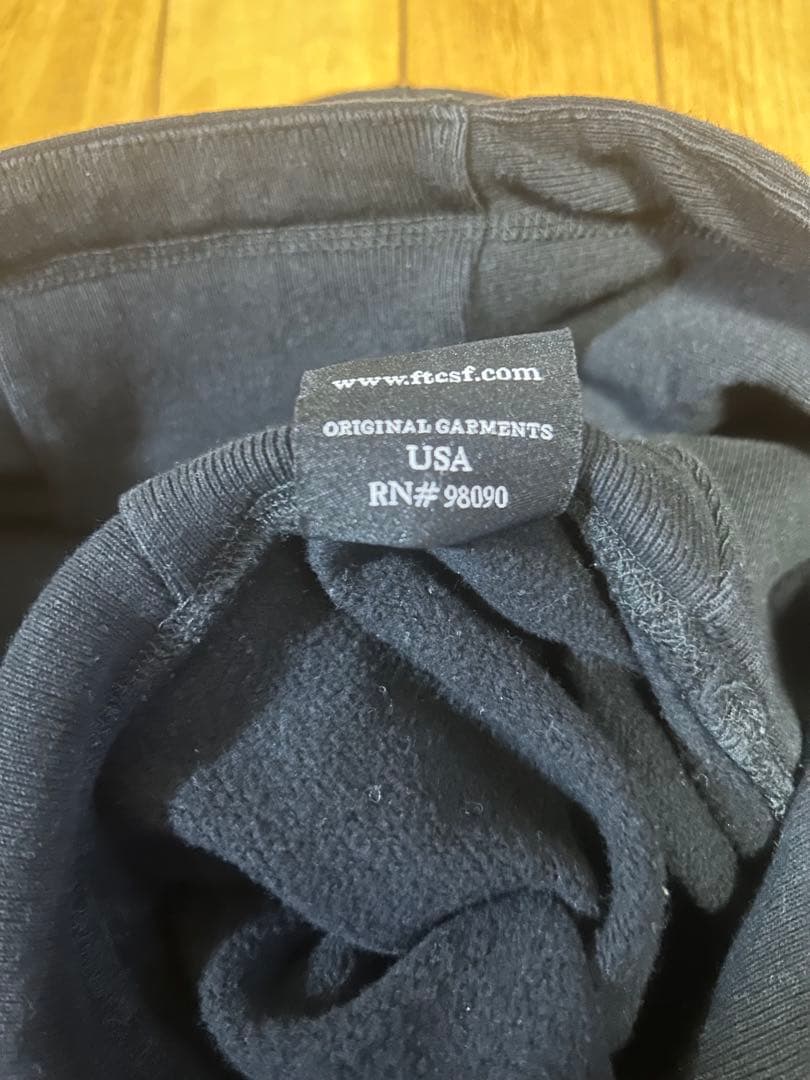 www.ftcsf.com
ORIGINAL GARMENTS
USA
RN# 98090